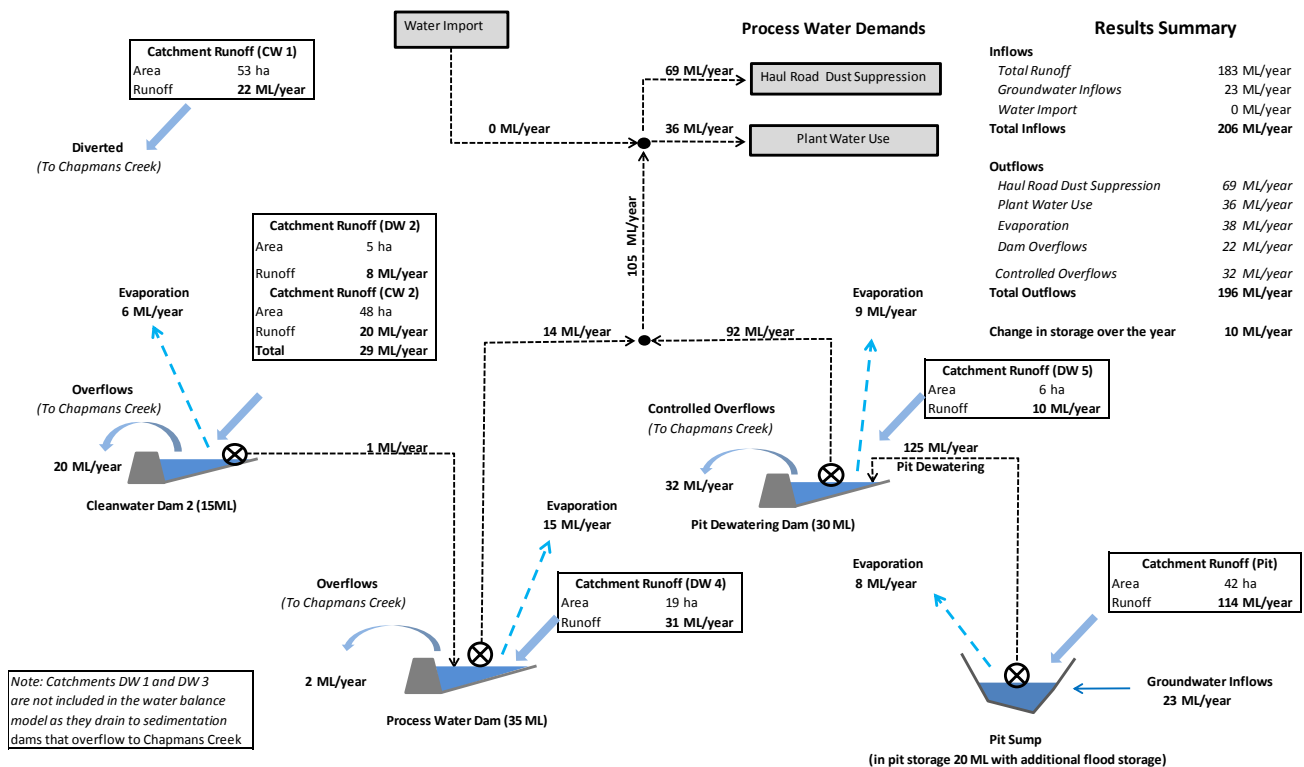 Water Import
Process Water Demands
Results Summary
Catchment Runoff (CW 1)
Area 53 ha
Runoff 22 ML/year
Diverted
(To Chapmans Creek)
69 ML/year
Haul Road Dust Suppression
0 ML/year
36 ML/year
Plant Water Use
105 ML/year
Inflows
Total Runoff 183 ML/year
Groundwater Inflows 23 ML/year
Water Import 0 ML/year
Total Inflows 206 ML/year
Outflows
Haul Road Dust Suppression 69 ML/year
Plant Water Use 36 ML/year
Evaporation 38 ML/year
Dam Overflows 22 ML/year
Controlled Overflows 32 ML/year
Total Outflows 196 ML/year
Change in storage over the year 10 ML/year
Catchment Runoff (DW 2)
Area 5 ha
Runoff 8 ML/year
Catchment Runoff (CW 2)
Area 48 ha
Runoff 20 ML/year
Total 29 ML/year
Evaporation
6 ML/year
14 ML/year
92 ML/year
Evaporation
9 ML/year
Catchment Runoff (DW 5)
Area 6 ha
Runoff 10 ML/year
Overflows
(To Chapmans Creek)
20 ML/year
1 ML/year
Cleanwater Dam 2 (15ML)
Controlled Overflows
(To Chapmans Creek)
32 ML/year
125 ML/year
Pit Dewatering
Pit Dewatering Dam (30 ML)
Evaporation
15 ML/year
Overflows
(To Chapmans Creek)
2 ML/year
Catchment Runoff (DW 4)
Area 19 ha
Runoff 31 ML/year
Process Water Dam (35 ML)
Evaporation
8 ML/year
Catchment Runoff (Pit)
Area 42 ha
Runoff 114 ML/year
Groundwater Inflows
23 ML/year
Pit Sump
(in pit storage 20 ML with additional flood storage)
Note: Catchments DW 1 and DW 3
are not included in the water balance
model as they drain to sedimentation
dams that overflow to Chapmans Creek